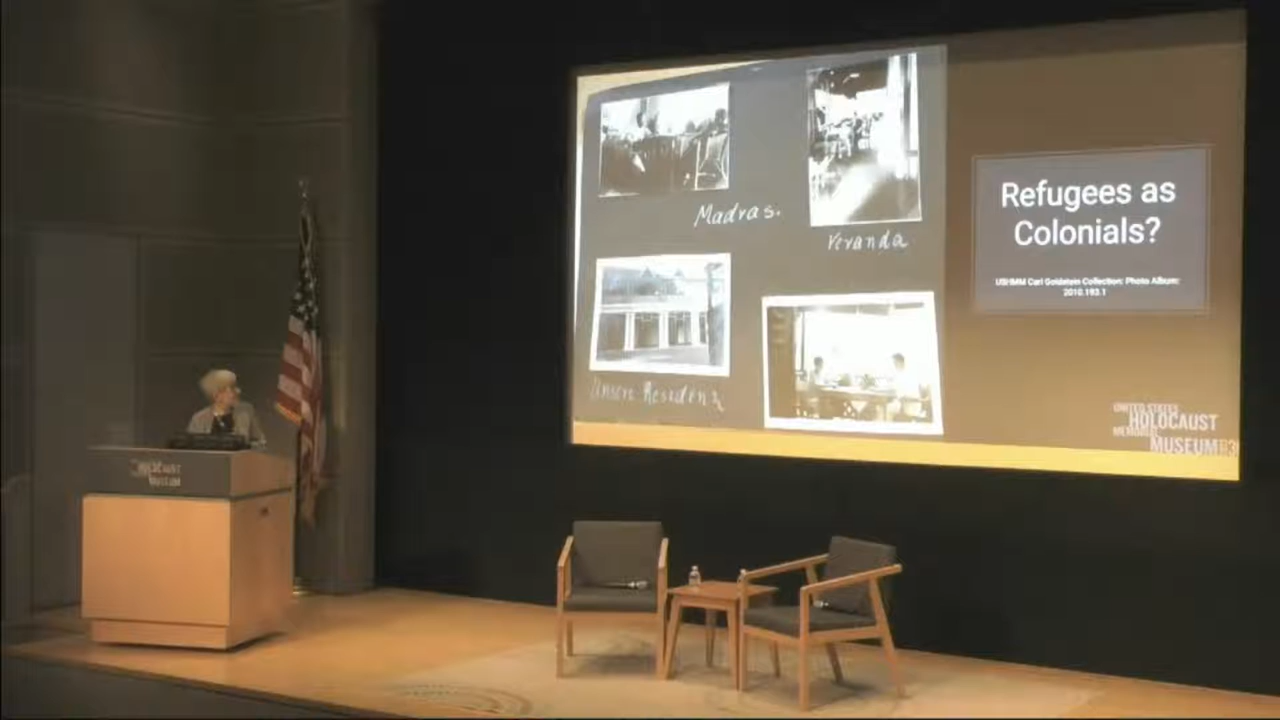 Madras.
Veranda
Unsere Residenz
Refugees as
Colonials?
USHMM Carl Goldstein Collection: Photo Album:
2010.193.1
UNITED STATES
HOLOCAUST
MEMORIAL
MUSEUM
HOLOCAUST
MUSEUM